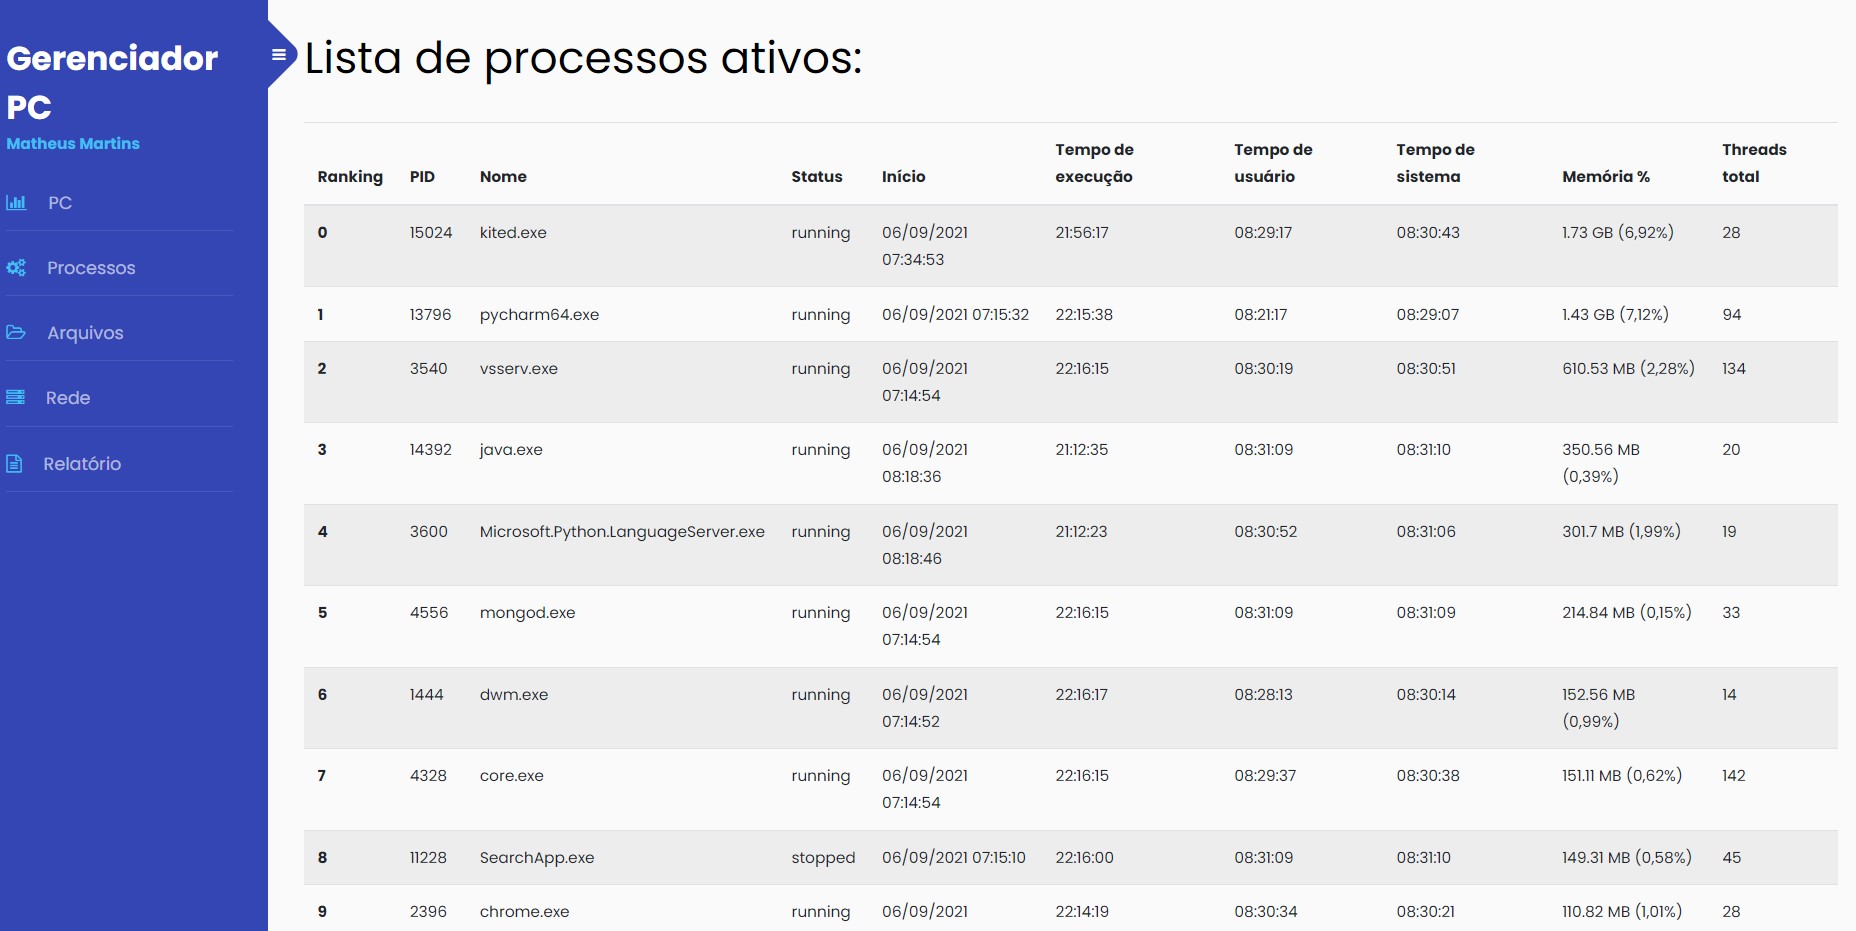 Gerenciador
PC
Matheus Martins
PC
Processos
Arquivos
Rede
Relatório
Lista de processos ativos:
Ranking PID Nome Status Início Tempo de execução Tempo de usuário Tempo de sistema Memória % Threads total
0 15024 kited.exe running 06/09/2021 07:34:53 21:56:17 08:29:17 08:30:43 1.73 GB (6,92%) 28
1 13796 pycharm64.exe running 06/09/2021 07:15:32 22:15:38 08:21:17 08:29:07 1.43 GB (7,12%) 94
2 3540 vsserv.exe running 06/09/2021 07:14:54 22:16:15 08:30:19 08:30:51 610.53 MB (2,28%) 134
3 14392 java.exe running 06/09/2021 08:18:36 21:12:35 08:31:09 08:31:10 350.56 MB (0,39%) 20
4 3600 Microsoft.Python.LanguageServer.exe running 06/09/2021 08:18:46 21:12:23 08:30:52 08:31:06 301.7 MB (1,99%) 19
5 4556 mongod.exe running 06/09/2021 07:14:54 22:16:15 08:31:09 08:31:09 214.84 MB (0,15%) 33
6 1444 dwm.exe running 06/09/2021 07:14:52 22:16:17 08:28:13 08:30:14 152.56 MB (0,99%) 14
7 4328 core.exe running 06/09/2021 07:14:54 22:16:15 08:29:37 08:30:38 151.11 MB (0,62%) 142
8 11228 SearchApp.exe stopped 06/09/2021 07:15:10 22:16:00 08:31:09 08:31:10 149.31 MB (0,58%) 45
9 2396 chrome.exe running 06/09/2021 22:14:19 08:30:34 08:30:21 110.82 MB (1,01%) 28